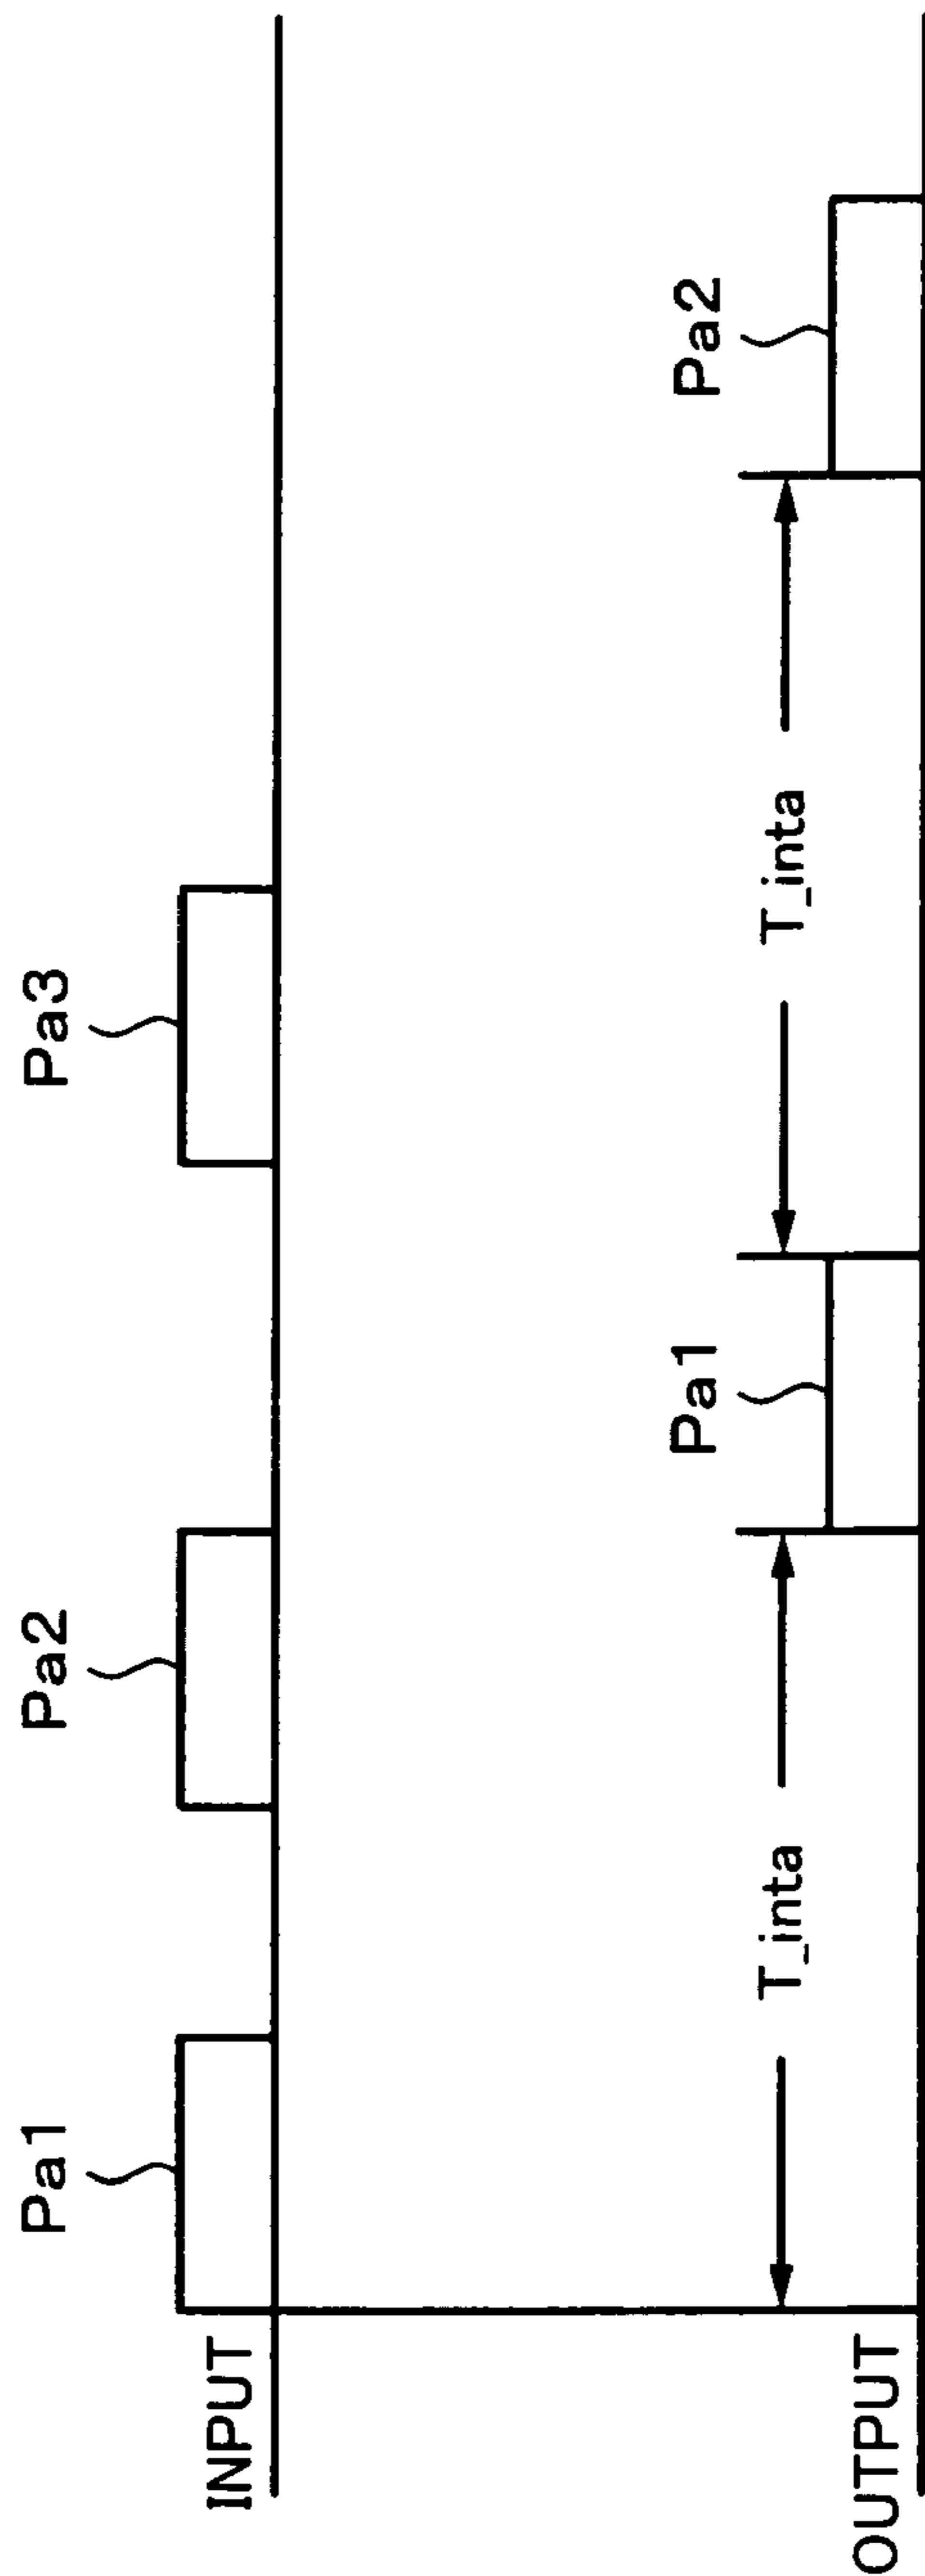 Pa1
Pa2
Pa3
INPUT
Pa1
Pa2
T_inta
T_inta
OUTPUT